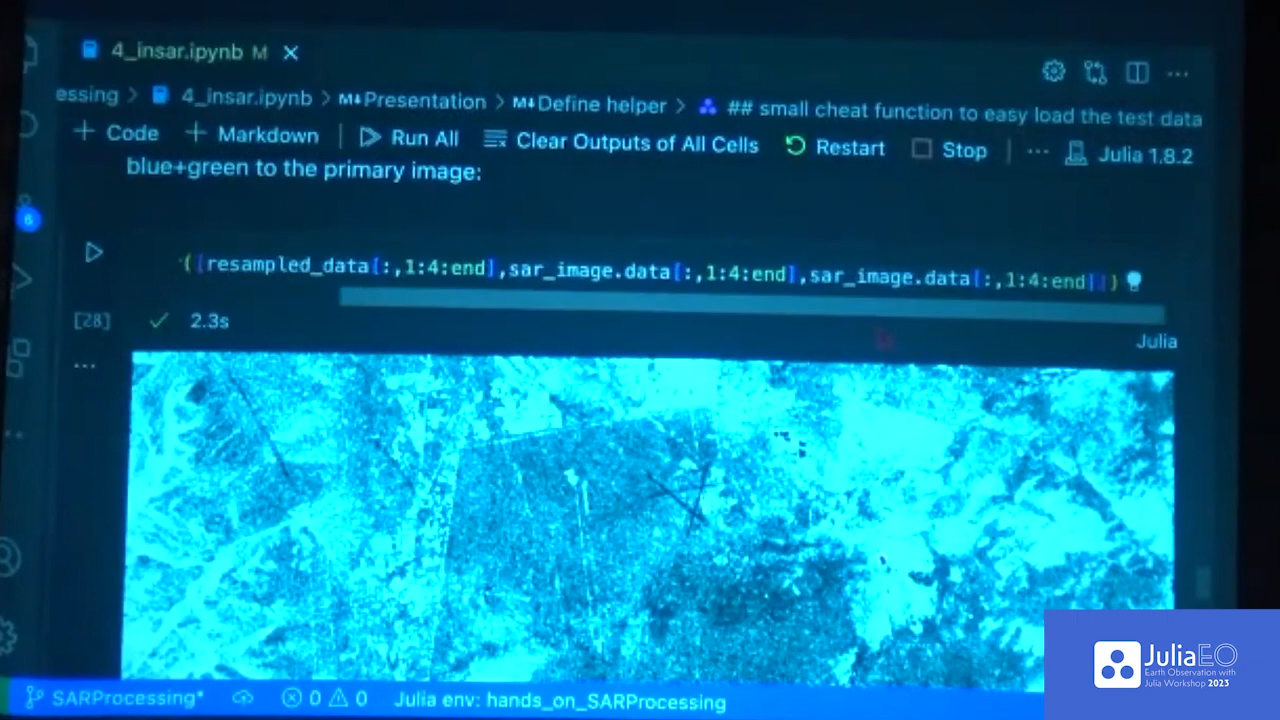 4_insar.ipynb M
essing > 4_insar.ipynb > M↓Presentation > M↓Define helper > ## small cheat function to easy load the test data
+ Code + Markdown | Run All Clear Outputs of All Cells Restart Stop | ... Julia 1.8.2
blue+green to the primary image:
([resampled_data[:,1:4:end],sar_image.data[:,1:4:end],sar_image.data[:,1:4:end]])
[28] ✓ 2.3s
Julia
...
6
SARProcessing* 0 0 Julia env: hands_on_SARProcessing
JuliaEO
Earth Observation with
Julia Workshop 2023